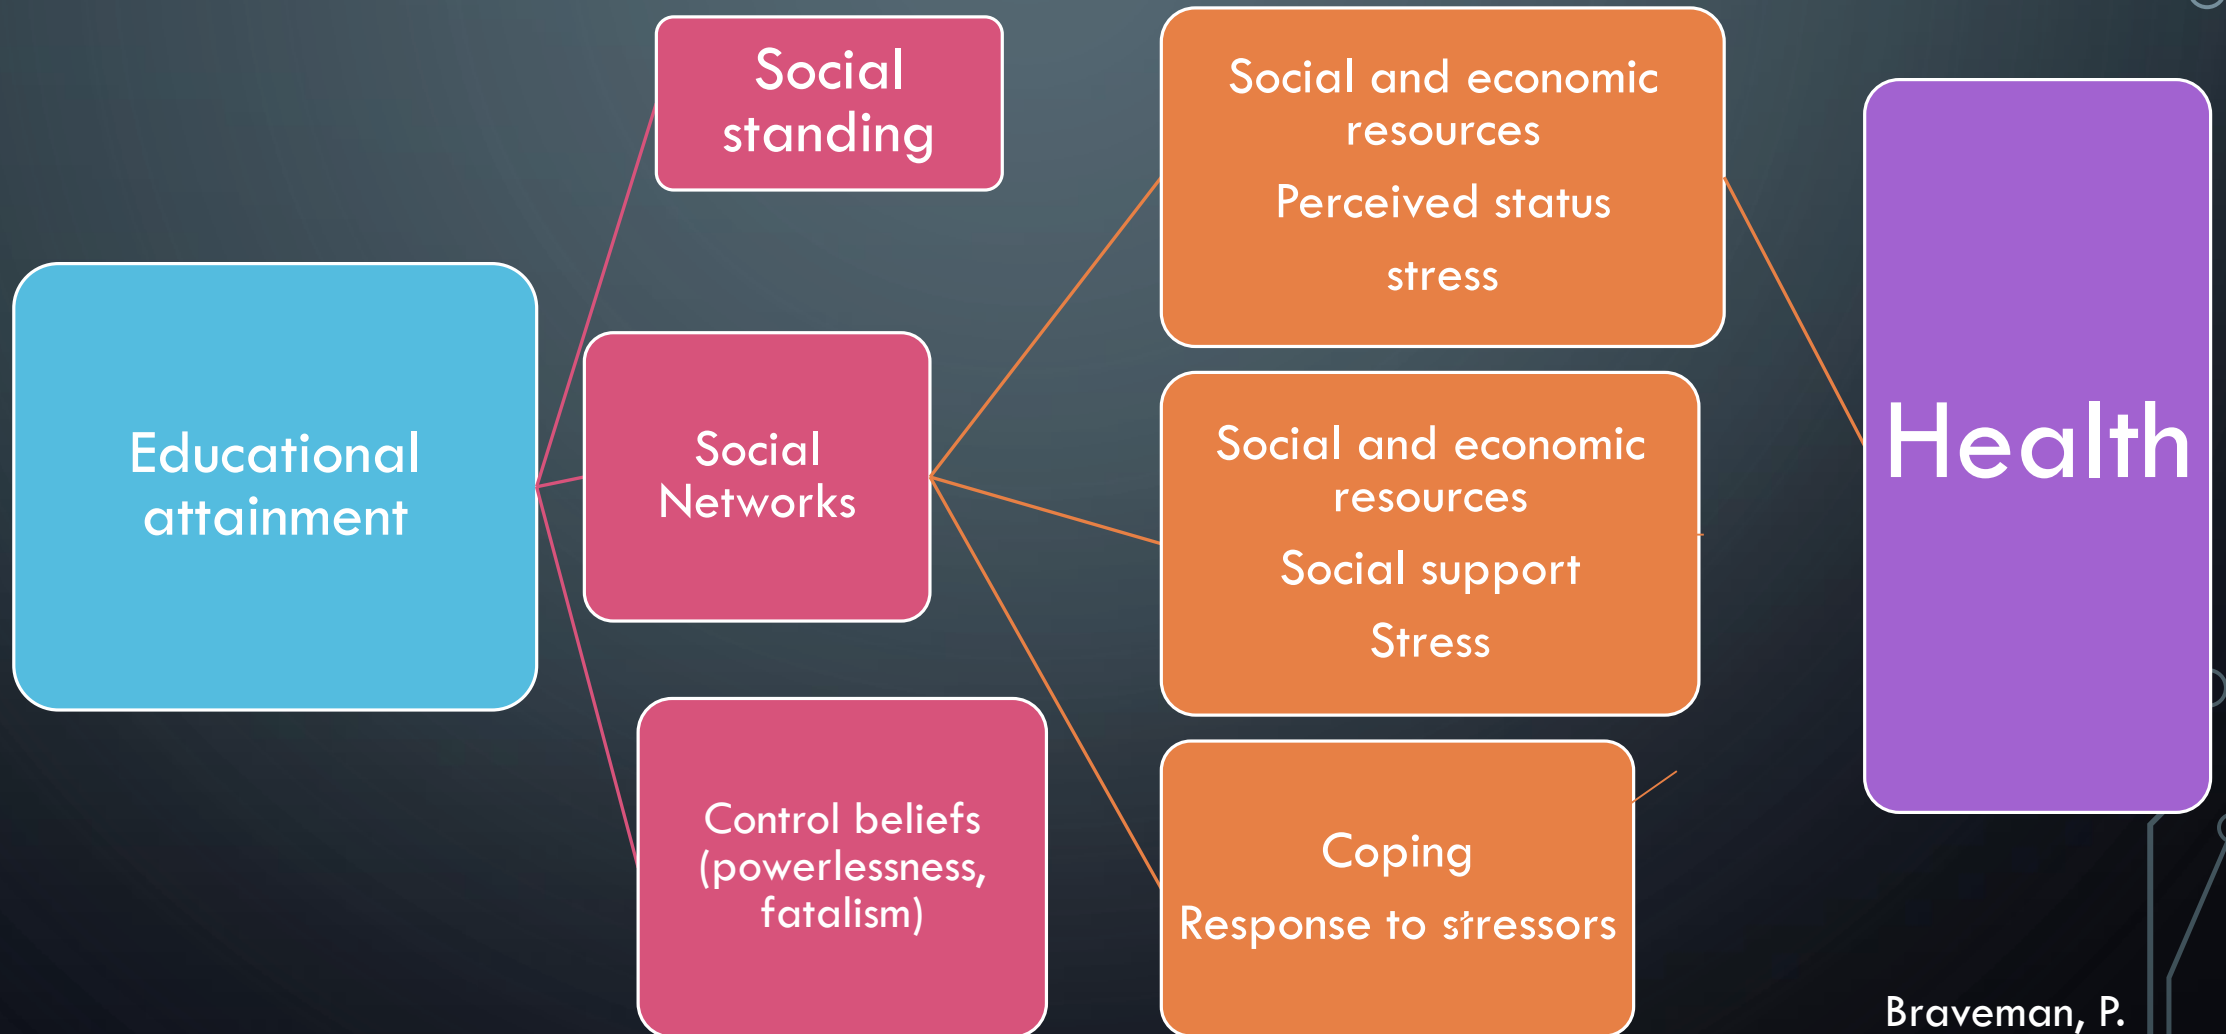 Educational
attainment
Social
standing
Social
Networks
Control beliefs
(powerlessness,
fatalism)
Social and economic
resources
Perceived status
stress
Social and economic
resources
Social support
Stress
Coping
Response to stressors
Health
Braveman, P.